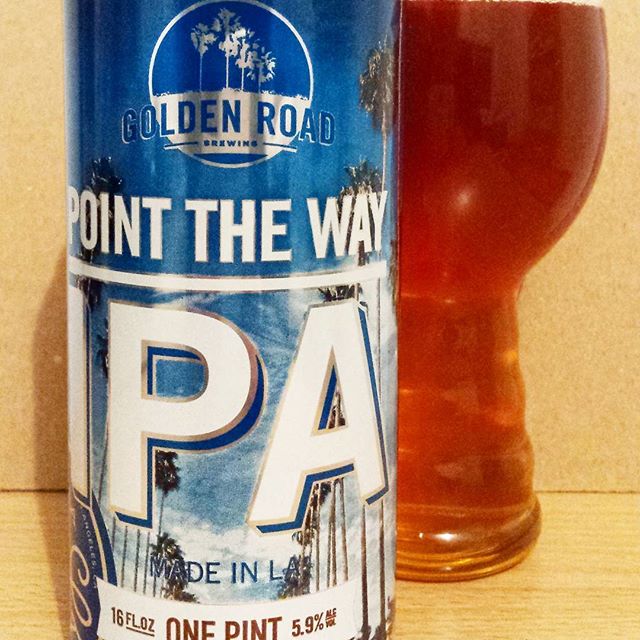 GOLDEN ROAD
BREWING
POINT THE WAY
IPA
MADE IN LA
16 FL.OZ ONE PINT 5.9% ALC VOL